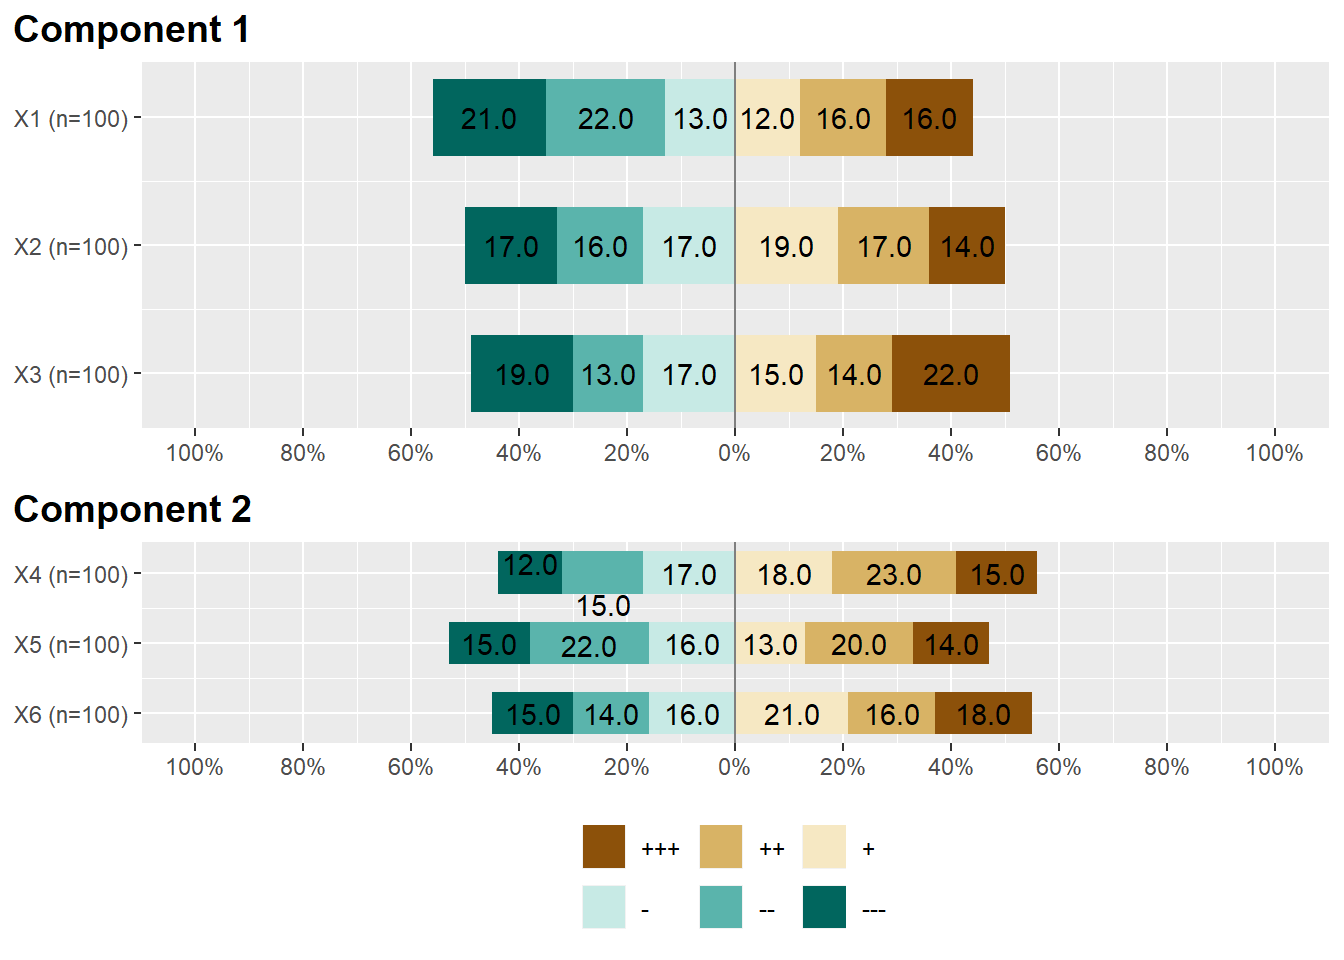 Component 1
X1 (n=100) 21.0 22.0 13.0 12.0 16.0 16.0
X2 (n=100) 17.0 16.0 17.0 19.0 17.0 14.0
X3 (n=100) 19.0 13.0 17.0 15.0 14.0 22.0
100% 80% 60% 40% 20% 0% 20% 40% 60% 80% 100%
Component 2
X4 (n=100) 12.0 17.0 18.0 23.0 15.0
15.0
X5 (n=100) 15.0 22.0 16.0 13.0 20.0 14.0
X6 (n=100) 15.0 14.0 16.0 21.0 16.0 18.0
100% 80% 60% 40% 20% 0% 20% 40% 60% 80% 100%
+++ ++ +
- -- ---